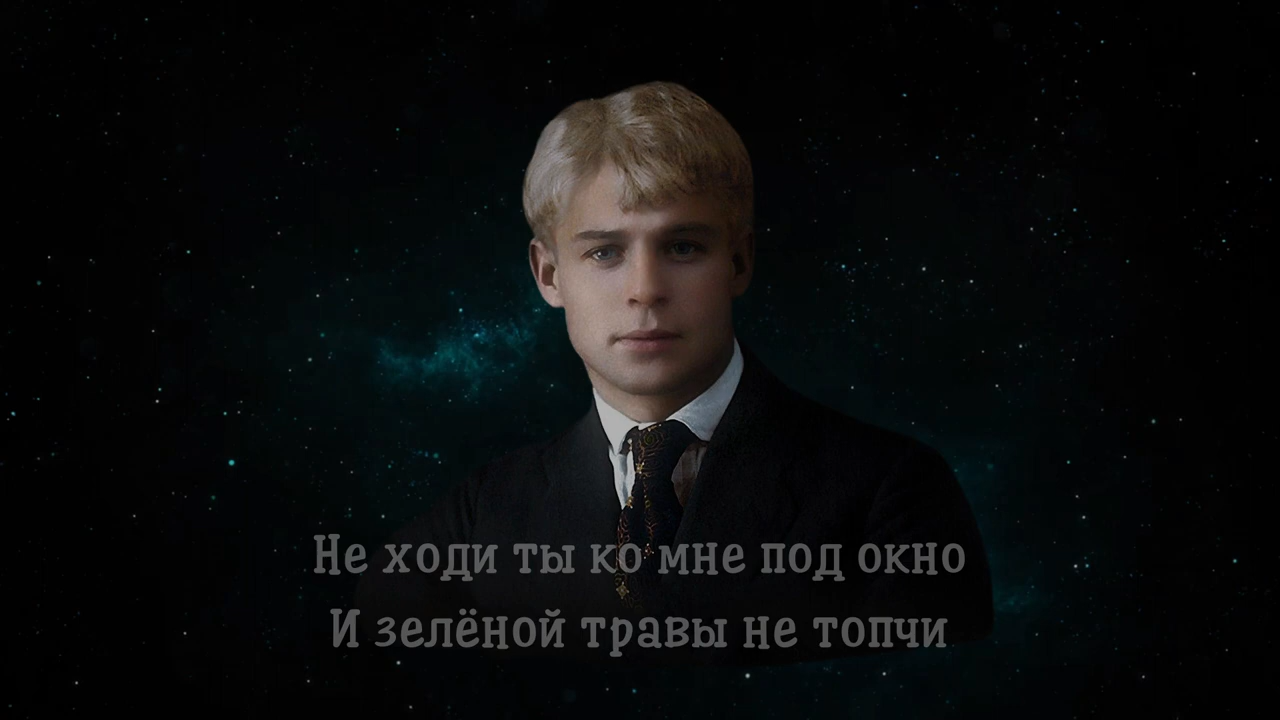 Не ходи ты ко мне под окно
И зелёной травы не топчи